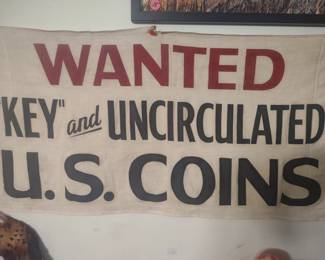 WANTED
"KEY" and UNCIRCULATED
U.S. COINS